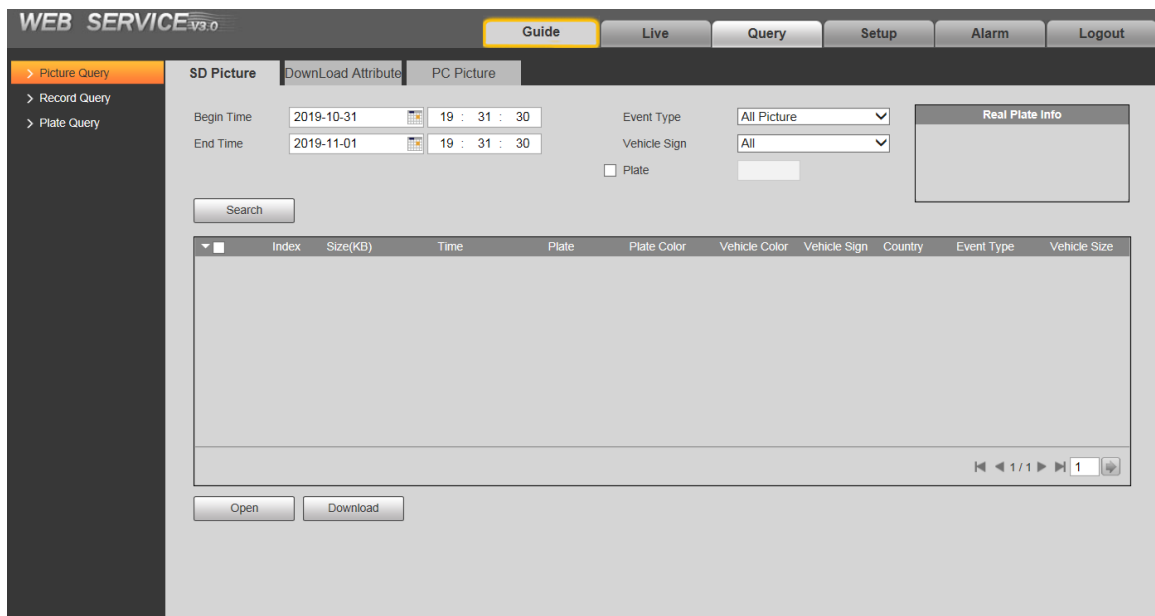 WEB SERVICE V3.0
Guide Live Query Setup Alarm Logout
> Picture Query
> Record Query
> Plate Query
SD Picture DownLoad Attribute PC Picture
Begin Time 2019-10-31 19 : 31 : 30 Event Type All Picture
End Time 2019-11-01 19 : 31 : 30 Vehicle Sign All
Plate
Real Plate Info
Search
Index Size(KB) Time Plate Plate Color Vehicle Color Vehicle Sign Country Event Type Vehicle Size
1 / 1 1
Open Download